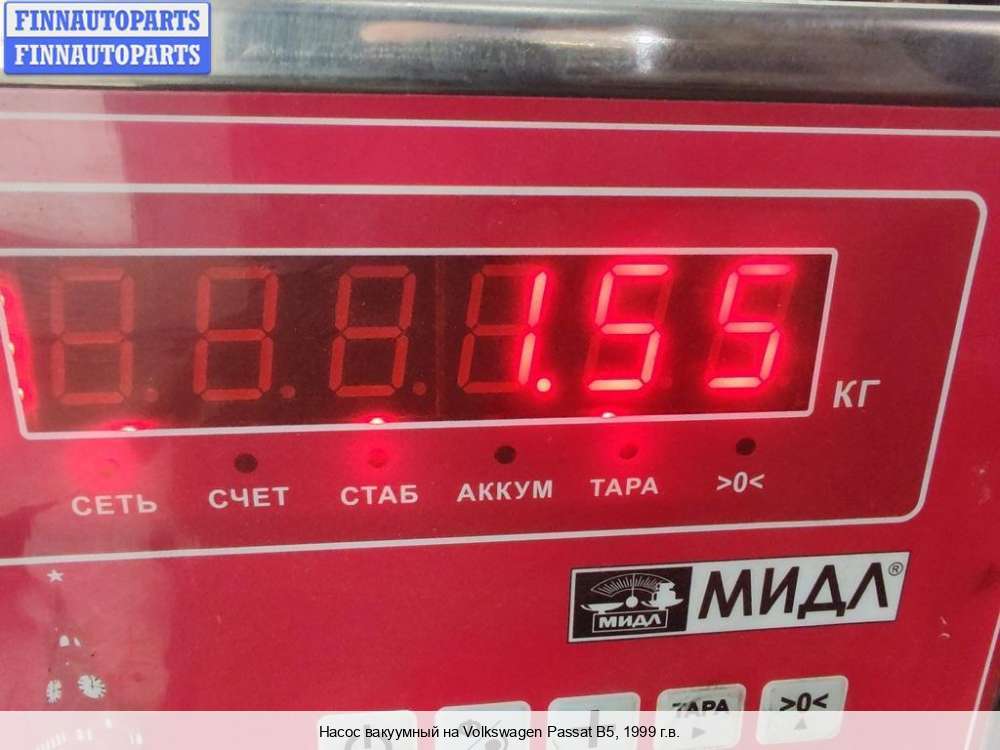 FINNAUTOPARTS
FINNAUTOPARTS
1.55
КГ
СЕТЬ СЧЕТ СТАБ АККУМ ТАРА >0<
МИДЛ МИДЛ®
ТАРА >0<
Насос вакуумный на Volkswagen Passat B5, 1999 г.в.